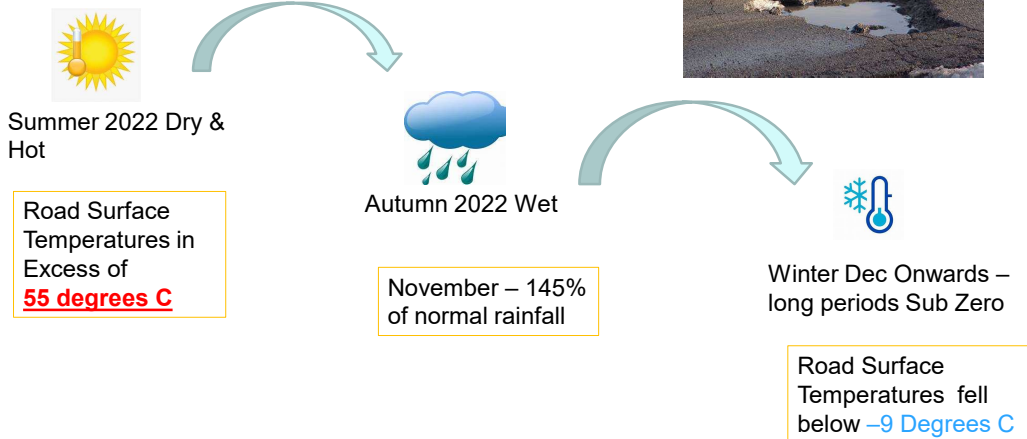 Summer 2022 Dry &
Hot
Road Surface
Temperatures in
Excess of
55 degrees C
Autumn 2022 Wet
November – 145%
of normal rainfall
Winter Dec Onwards –
long periods Sub Zero
Road Surface
Temperatures fell
below –9 Degrees C